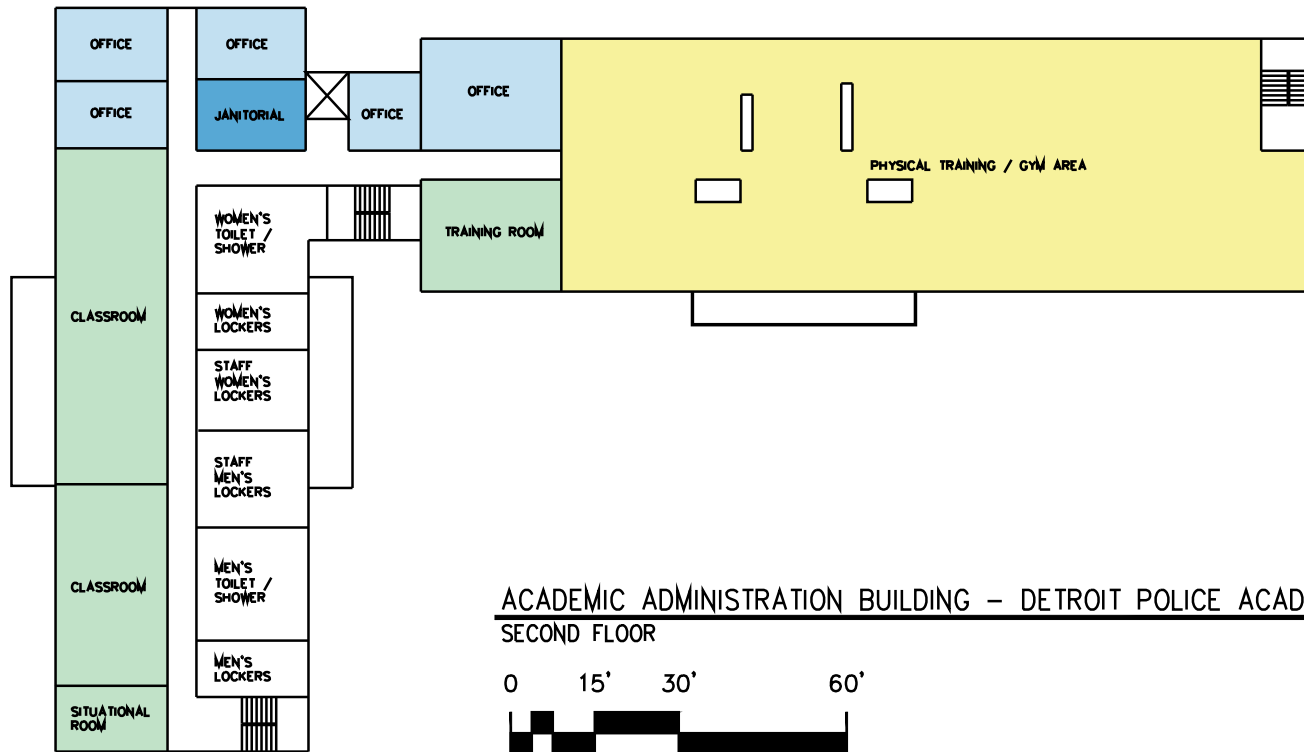 OFFICE
OFFICE
OFFICE
JANITORIAL
OFFICE
OFFICE
PHYSICAL TRAINING / GYM AREA
WOMEN'S
TOILET /
SHOWER
TRAINING ROOM
CLASSROOM
WOMEN'S
LOCKERS
STAFF
WOMEN'S
LOCKERS
STAFF
MEN'S
LOCKERS
CLASSROOM
MEN'S
TOILET /
SHOWER
MEN'S
LOCKERS
SITUATIONAL
ROOM
ACADEMIC ADMINISTRATION BUILDING – DETROIT POLICE ACAD
SECOND FLOOR
0 15' 30' 60'